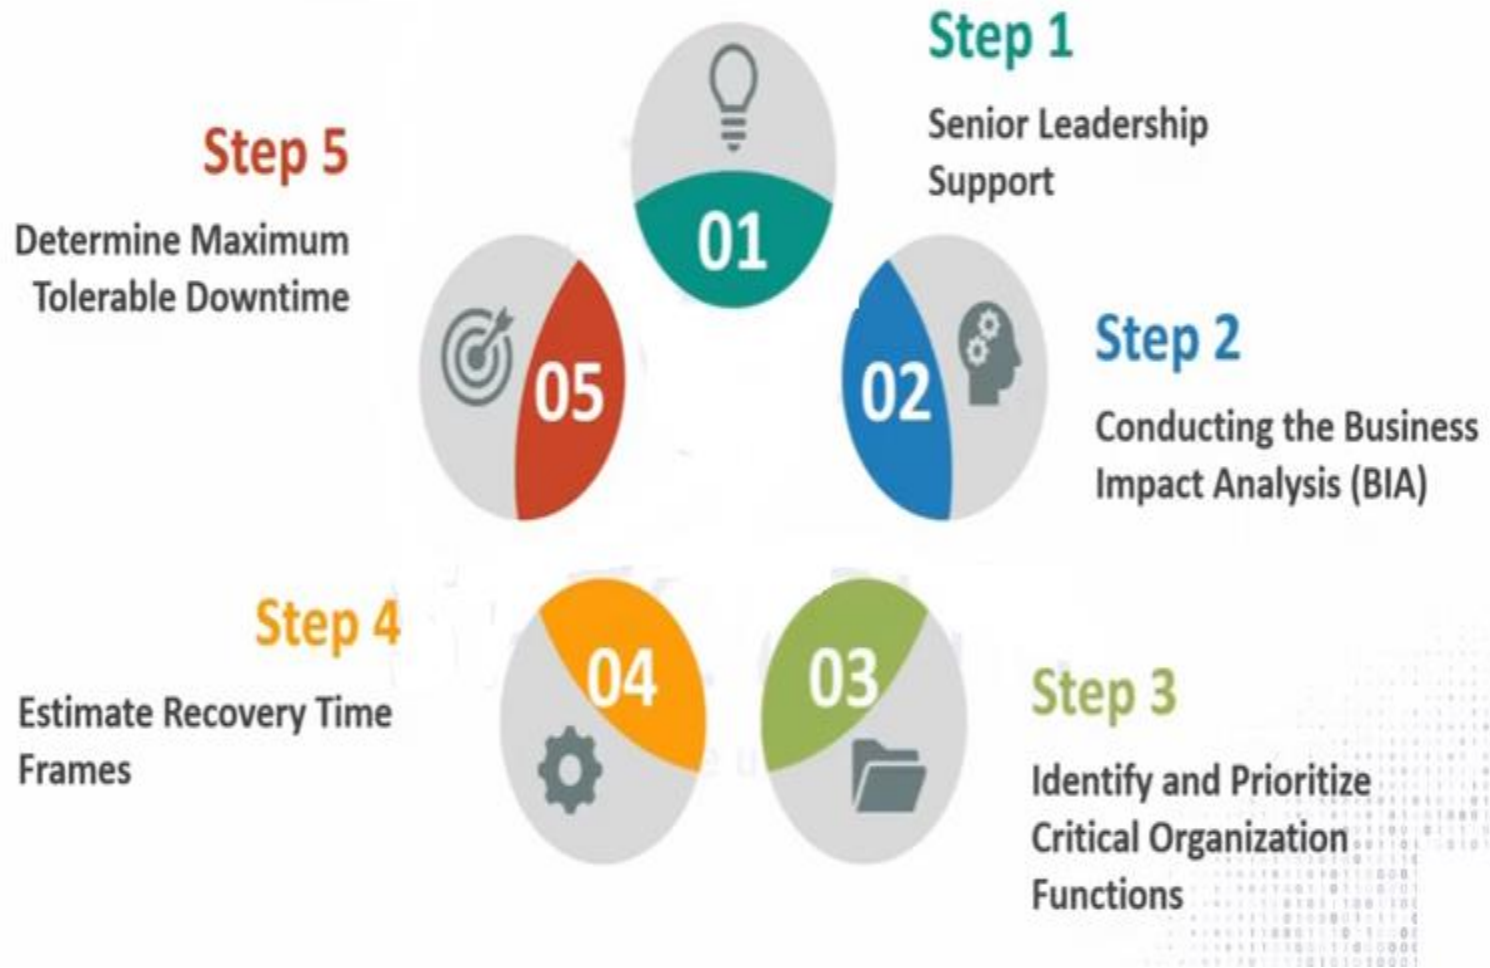 Step 1
Senior Leadership
Support
01
Step 2
Conducting the Business
Impact Analysis (BIA)
02
Step 3
Identify and Prioritize
Critical Organization
Functions
03
Step 4
Estimate Recovery Time
Frames
04
Step 5
Determine Maximum
Tolerable Downtime
05